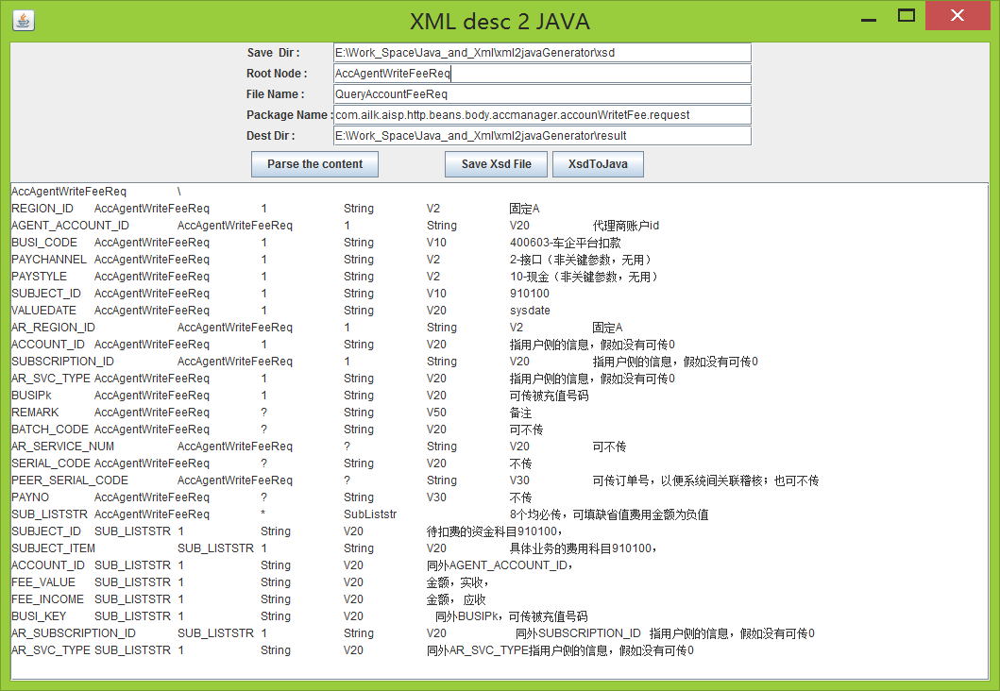 XML desc 2 JAVA
Save Dir : E:\Work_Space\Java_and_Xml\xml2javaGenerator\xsd
Root Node : AccAgentWriteFeeReq
File Name : QueryAccountFeeReq
Package Name : com.ailk.aisp.http.beans.body.accmanager.accounWritetFee.request
Dest Dir : E:\Work_Space\Java_and_Xml\xml2javaGenerator\result
Parse the content Save Xsd File XsdToJava
AccAgentWriteFeeReq \
REGION_ID AccAgentWriteFeeReq 1 String V2 固定A
AGENT_ACCOUNT_ID AccAgentWriteFeeReq 1 String V20 代理商账户id
BUSI_CODE AccAgentWriteFeeReq 1 String V10 400603-车企平台扣款
PAYCHANNEL AccAgentWriteFeeReq 1 String V2 2-接口（非关键参数，无用）
PAYSTYLE AccAgentWriteFeeReq 1 String V2 10-现金（非关键参数，无用）
SUBJECT_ID AccAgentWriteFeeReq 1 String V10 910100
VALUEDATE AccAgentWriteFeeReq 1 String V20 sysdate
AR_REGION_ID AccAgentWriteFeeReq 1 String V2 固定A
ACCOUNT_ID AccAgentWriteFeeReq 1 String V20 指用户侧的信息，假如没有可传0
SUBSCRIPTION_ID AccAgentWriteFeeReq 1 String V20 指用户侧的信息，假如没有可传0
AR_SVC_TYPE AccAgentWriteFeeReq 1 String V20 指用户侧的信息，假如没有可传0
BUSIPk AccAgentWriteFeeReq 1 String V20 可传被充值号码
REMARK AccAgentWriteFeeReq ? String V50 备注
BATCH_CODE AccAgentWriteFeeReq ? String V20 可不传
AR_SERVICE_NUM AccAgentWriteFeeReq ? String V20 可不传
SERIAL_CODE AccAgentWriteFeeReq ? String V20 不传
PEER_SERIAL_CODE AccAgentWriteFeeReq ? String V30 可传订单号，以便系统间关联稽核；也可不传
PAYNO AccAgentWriteFeeReq ? String V30 不传
SUB_LISTSTR AccAgentWriteFeeReq * SubListstr 8个均必传，可填缺省值费用金额为负值
SUBJECT_ID SUB_LISTSTR 1 String V20 待扣费的资金科目910100，
SUBJECT_ITEM SUB_LISTSTR 1 String V20 具体业务的费用科目910100，
ACCOUNT_ID SUB_LISTSTR 1 String V20 同外AGENT_ACCOUNT_ID，
FEE_VALUE SUB_LISTSTR 1 String V20 金额，实收，
FEE_INCOME SUB_LISTSTR 1 String V20 金额， 应收
BUSI_KEY SUB_LISTSTR 1 String V20 同外BUSIPk，可传被充值号码
AR_SUBSCRIPTION_ID SUB_LISTSTR 1 String V20 同外SUBSCRIPTION_ID 指用户侧的信息，假如没有可传0
AR_SVC_TYPE SUB_LISTSTR 1 String V20 同外AR_SVC_TYPE指用户侧的信息，假如没有可传0